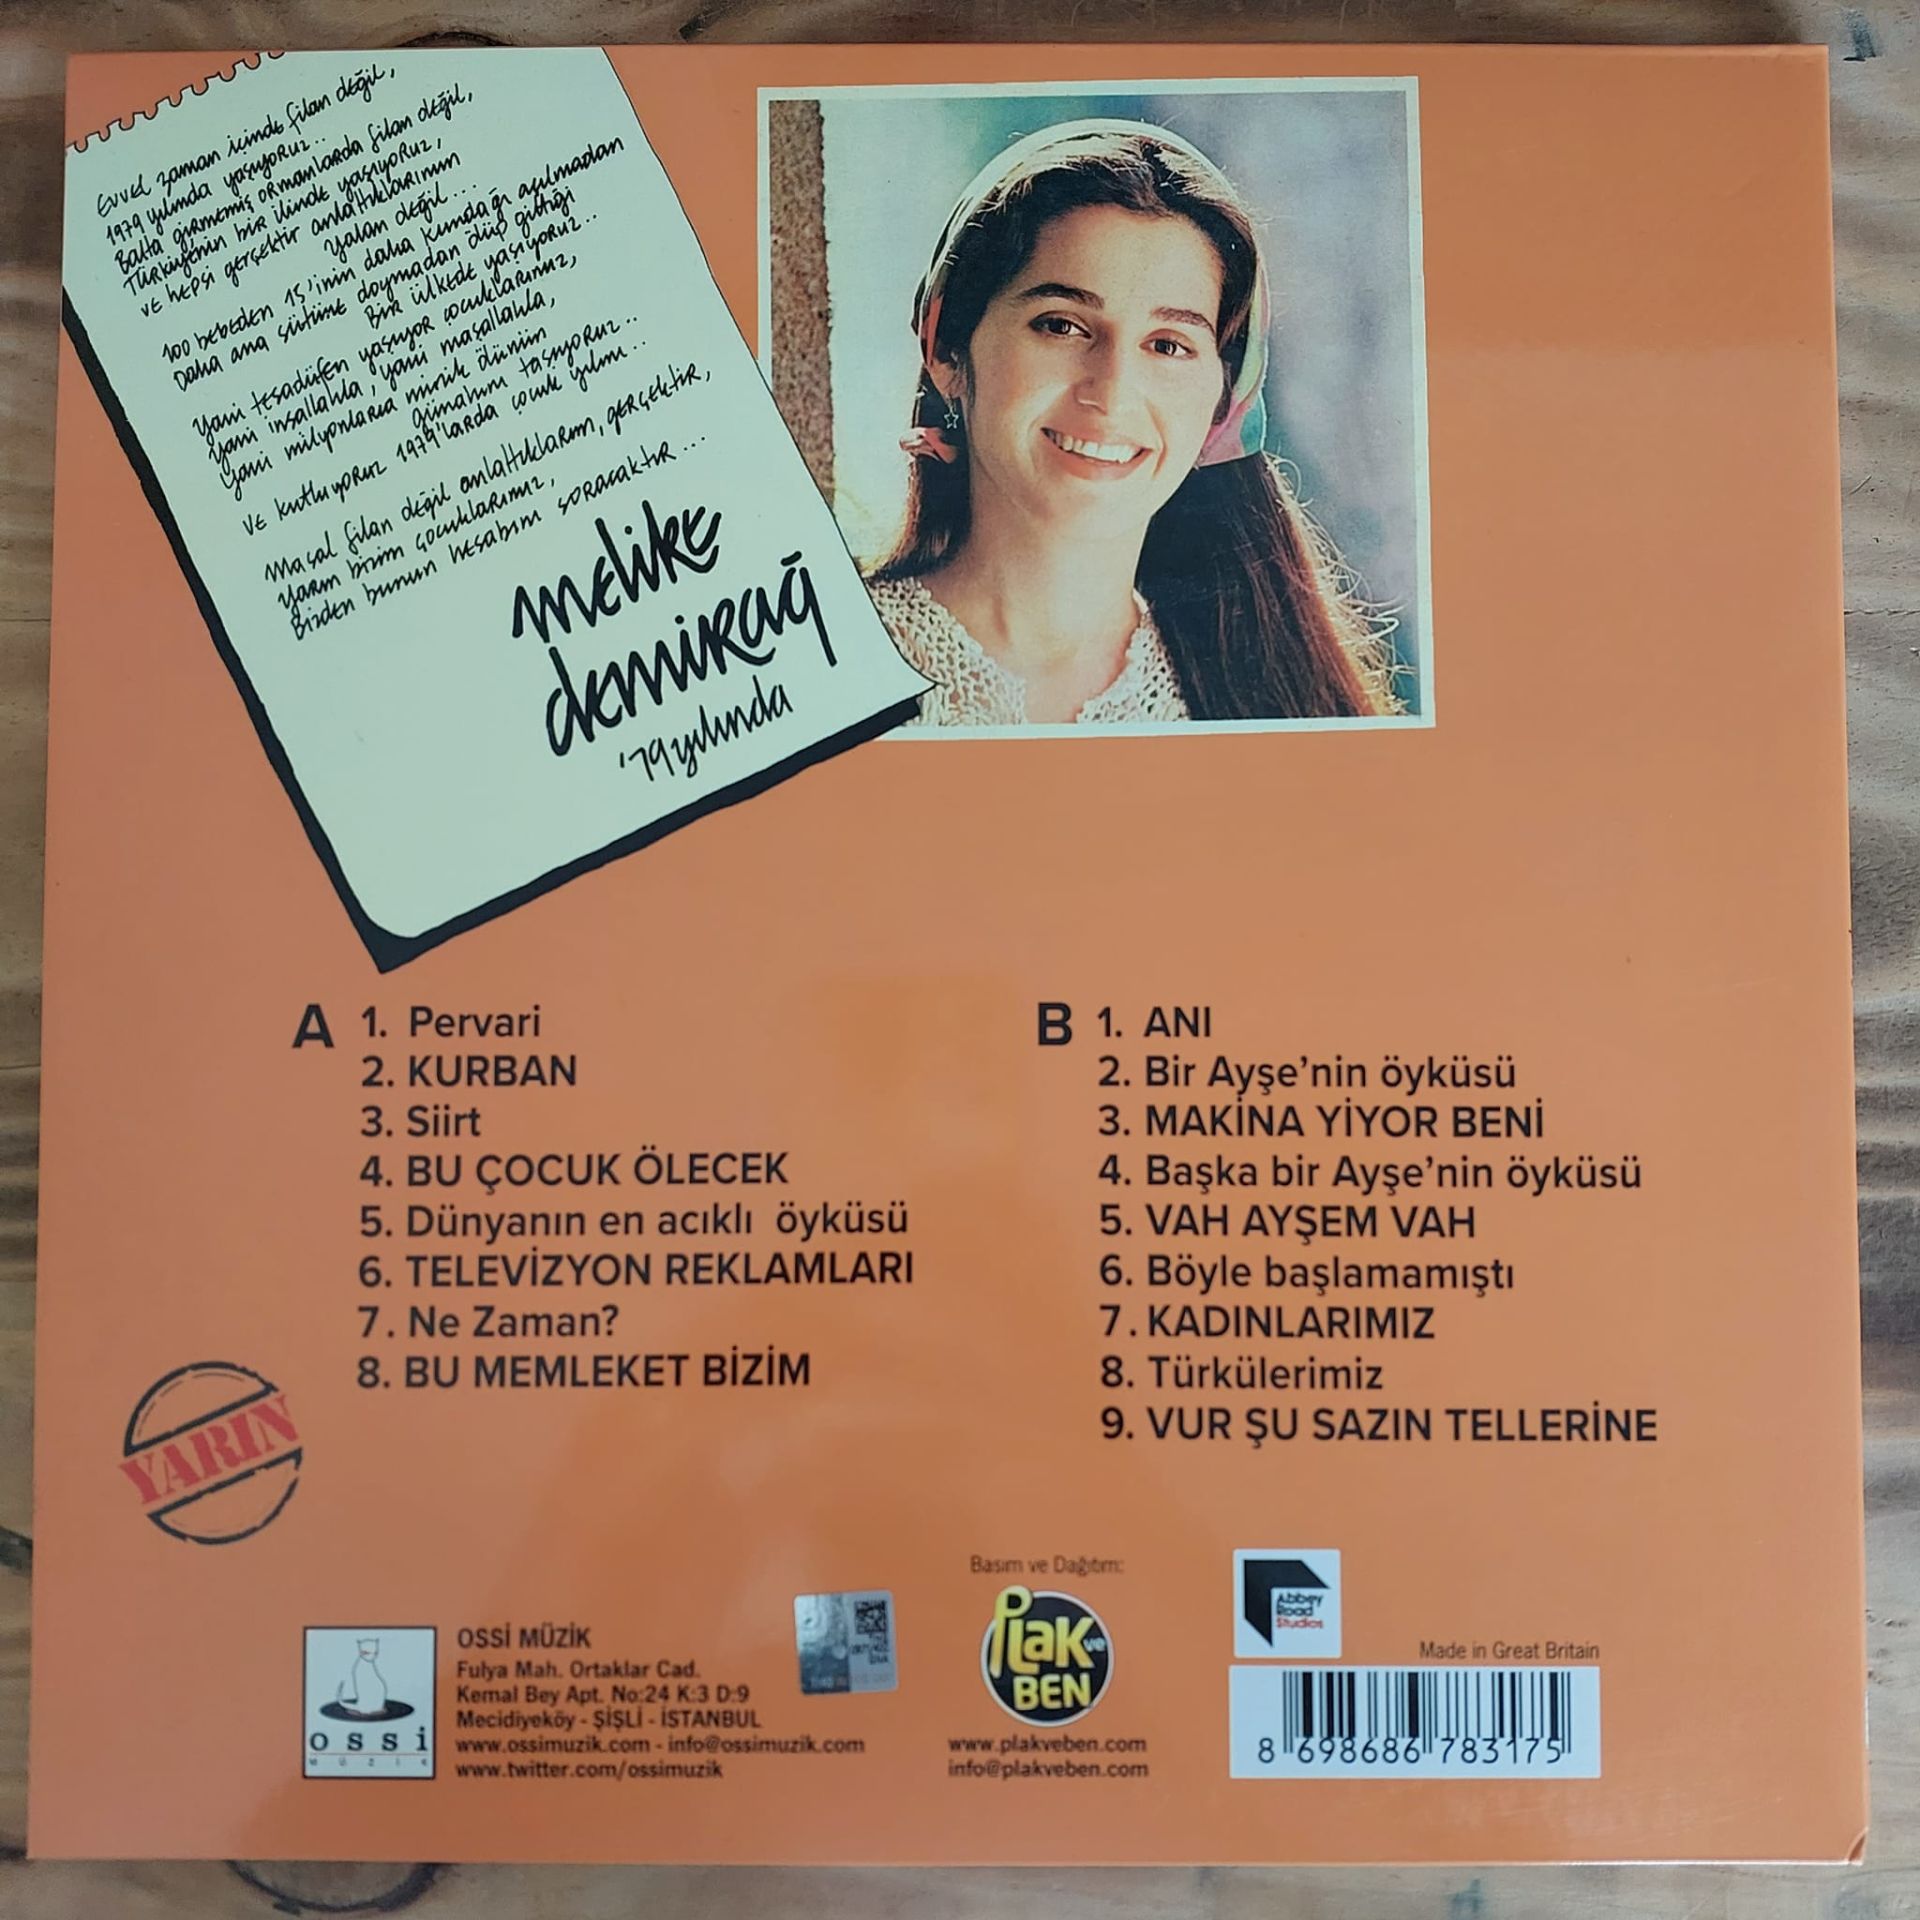 Evvel zaman içinde filan değil,
1979 yılında yaşıyoruz..
Balta girmemiş ormanlarda filan değil,
Türkiye'nin bir ilinde yaşıyoruz,
ve hepsi gerçektir anlattıklarımın
yalan değil...
100 bebeden 15'inin daha kundağı açılmadan
Daha ana sütüne doymadan ölüp gittiği
Bir ülkede yaşıyoruz..
Yani tesadüfen yaşıyor çocuklarımız,
yani inşallahla, yani maşallahla,
yani milyonlarca minik ölünün
günahını taşıyoruz..
ve kutluyoruz 1979'larda çocuk yılını..
Masal filan değil anlattıklarım, gerçektir,
yarın bizim çocuklarımız,
Bizden bunun hesabını soracaktır...
melike
demirağ
'79 yılında
A 1. Pervari
2. KURBAN
3. Siirt
4. BU ÇOCUK ÖLECEK
5. Dünyanın en acıklı öyküsü
6. TELEVİZYON REKLAMLARI
7. Ne Zaman?
8. BU MEMLEKET BİZİM
B 1. ANI
2. Bir Ayşe'nin öyküsü
3. MAKİNA YİYOR BENİ
4. Başka bir Ayşe'nin öyküsü
5. VAH AYŞEM VAH
6. Böyle başlamamıştı
7. KADINLARIMIZ
8. Türkülerimiz
9. VUR ŞU SAZIN TELLERİNE
YARIN
ossi
MÜZİK
OSSİ MÜZİK
Fulya Mah. Ortaklar Cad.
Kemal Bey Apt. No:24 K:3 D:9
Mecidiyeköy - ŞİŞLİ - İSTANBUL
www.ossimuzik.com - info@ossimuzik.com
www.twitter.com/ossimuzik
Basım ve Dağıtım:
Plak ve
BEN
www.plakveben.com
info@plakveben.com
Abbey
Road
Studios
Made in Great Britain
8 698686 783175